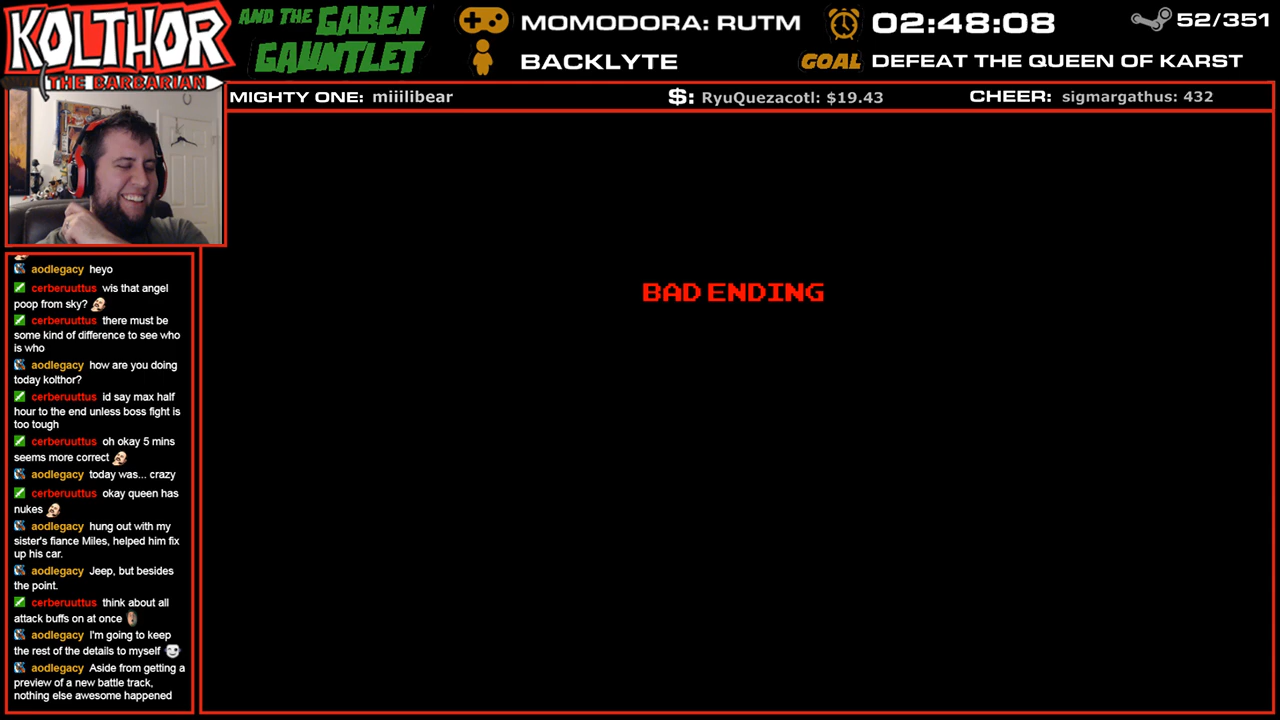 KOLTHOR
THE BARBARIAN
AND THE GABEN
GAUNTLET
MOMODORA: RUTM
02:48:08
52/351
BACKLYTE
GOAL DEFEAT THE QUEEN OF KARST
MIGHTY ONE: miiilibear
$: RyuQuezacotl: $19.43
CHEER: sigmargathus: 432
BAD ENDING
aodlegacy heyo
cerberuuttus wis that angel
poop from sky?
cerberuuttus there must be
some kind of difference to see who
is who
aodlegacy how are you doing
today kolthor?
cerberuuttus id say max half
hour to the end unless boss fight is
too tough
cerberuuttus oh okay 5 mins
seems more correct
aodlegacy today was... crazy
cerberuuttus okay queen has
nukes
aodlegacy hung out with my
sister's fiance Miles, helped him fix
up his car.
aodlegacy Jeep, but besides
the point.
cerberuuttus think about all
attack buffs on at once
aodlegacy I'm going to keep
the rest of the details to myself
aodlegacy Aside from getting a
preview of a new battle track,
nothing else awesome happened